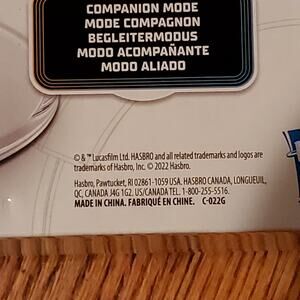 COMPANION MODE
MODE COMPAGNON
BEGLEITERMODUS
MODO ACOMPAÑANTE
MODO ALIADO
© & ™ Lucasfilm Ltd. HASBRO and all related trademarks and logos are
trademarks of Hasbro, Inc. © 2022 Hasbro.
Hasbro, Pawtucket, RI 02861-1059 USA. HASBRO CANADA, LONGUEUIL,
QC, CANADA J4G 1G2. US/CANADA TEL. 1-800-255-5516.
MADE IN CHINA. FABRIQUÉ EN CHINE. C-022G